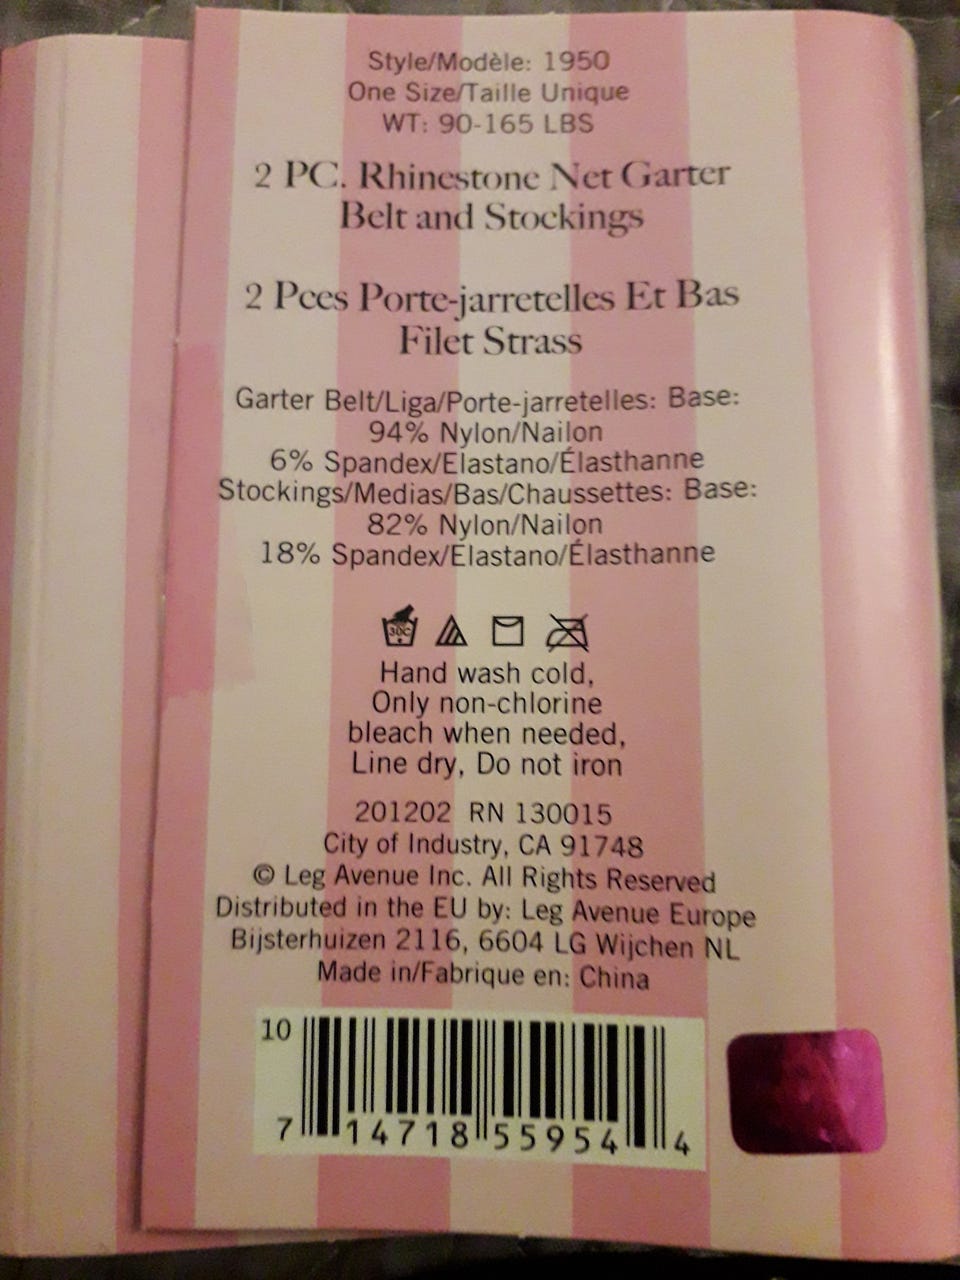 Style/Modèle: 1950
One Size/Taille Unique
WT: 90-165 LBS
2 PC. Rhinestone Net Garter
Belt and Stockings
2 Pces Porte-jarretelles Et Bas
Filet Strass
Garter Belt/Liga/Porte-jarretelles: Base:
94% Nylon/Nailon
6% Spandex/Elastano/Élasthanne
Stockings/Medias/Bas/Chaussettes: Base:
82% Nylon/Nailon
18% Spandex/Elastano/Élasthanne
30C
Hand wash cold,
Only non-chlorine
bleach when needed,
Line dry, Do not iron
201202 RN 130015
City of Industry, CA 91748
© Leg Avenue Inc. All Rights Reserved
Distributed in the EU by: Leg Avenue Europe
Bijsterhuizen 2116, 6604 LG Wijchen NL
Made in/Fabrique en: China
10
7 14718 55954 4